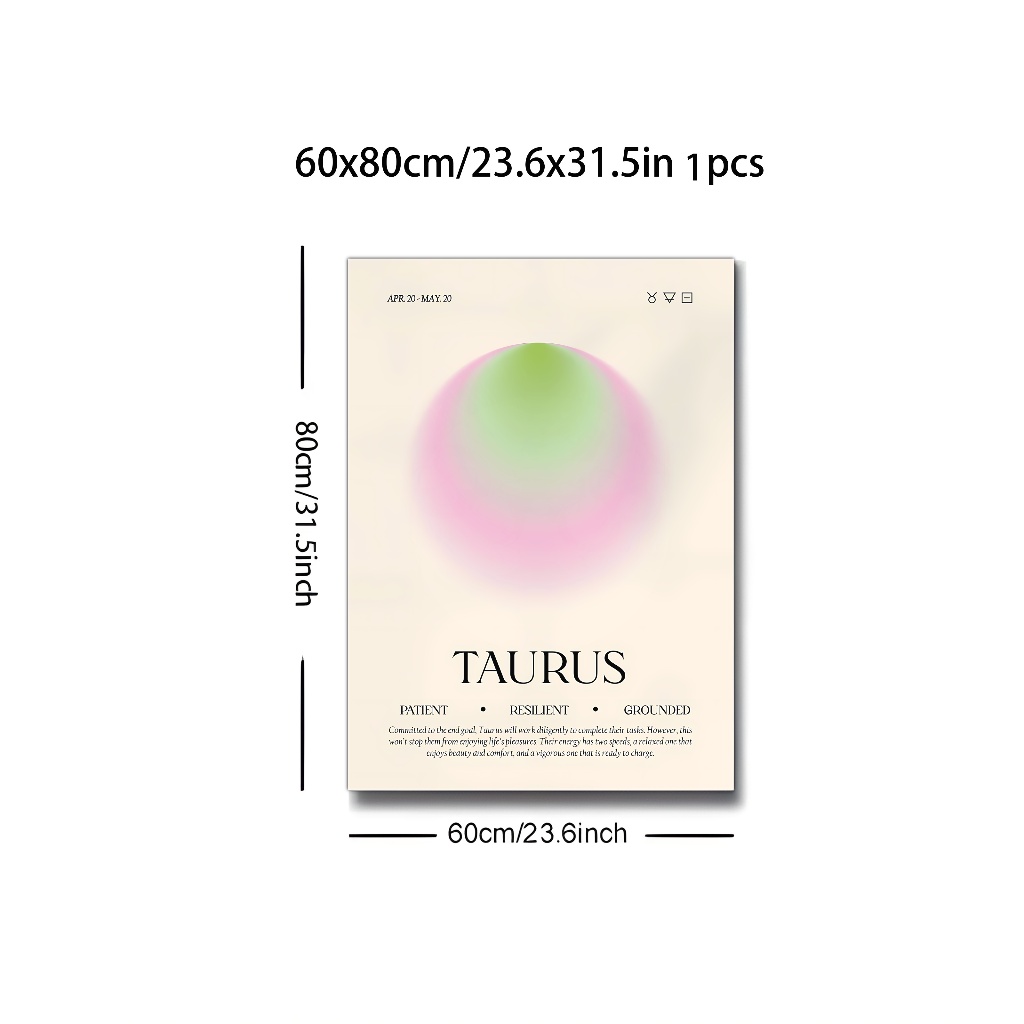 60x80cm/23.6x31.5in 1pcs
APR. 20 - MAY. 20
80cm/31.5inch
TAURUS
PATIENT • RESILIENT • GROUNDED
Committed to the end goal, Taurus will work diligently to complete their tasks. However, this
won't stop them from enjoying life's pleasures. Their energy has two speeds, a relaxed one that
enjoys beauty and comfort, and a vigorous one that is ready to charge.
60cm/23.6inch